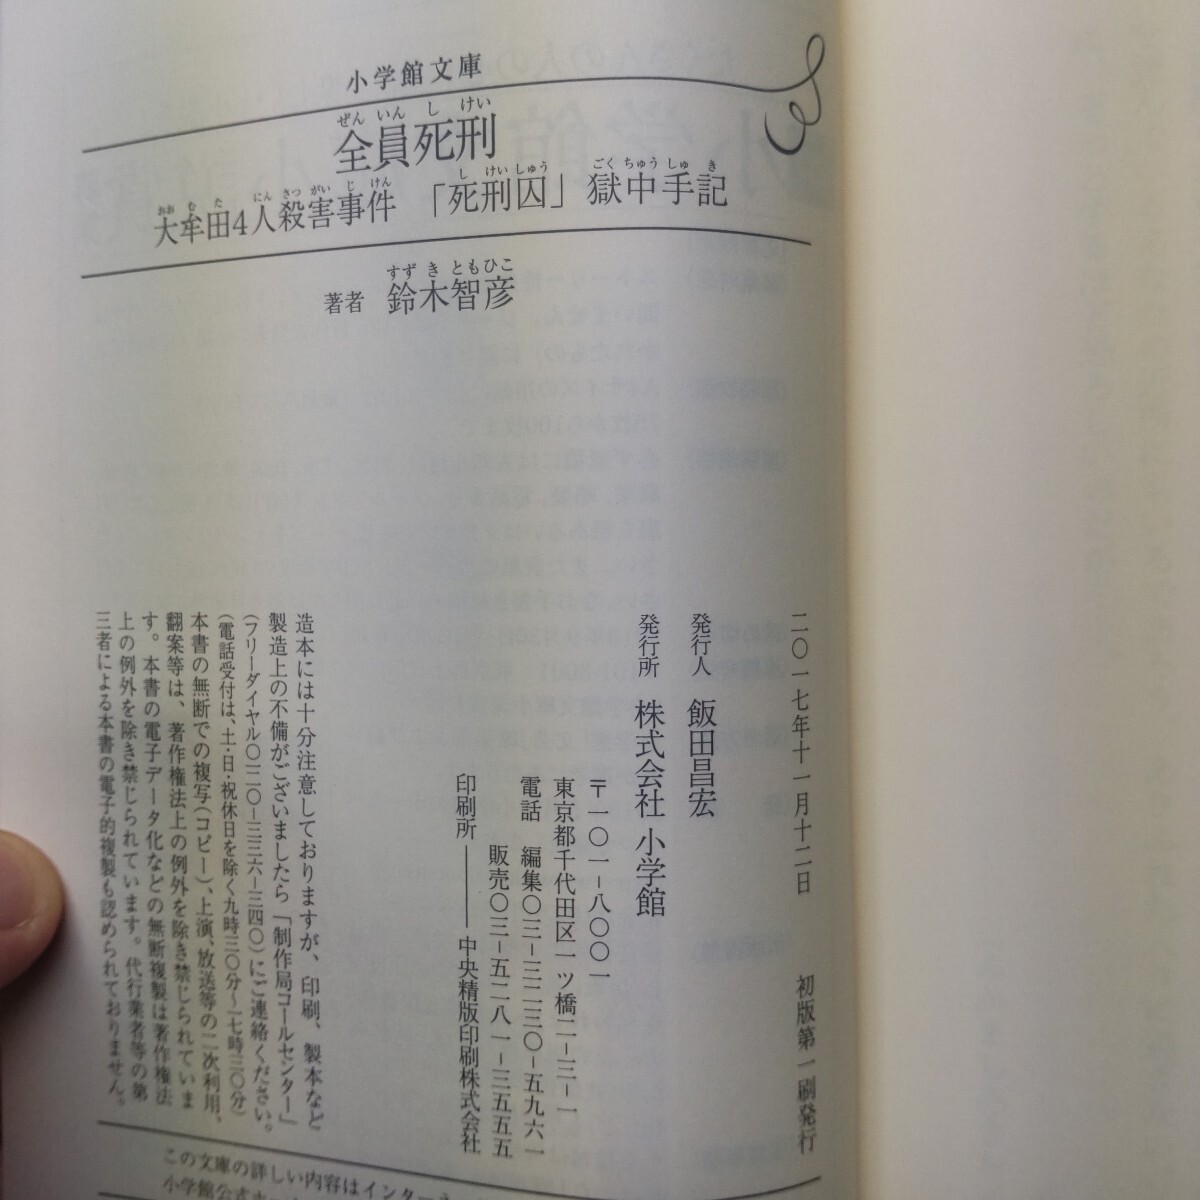 小学館文庫
ぜんいんしけい
全員死刑
おおむた にんさつがいじけん しけいしゅう ごくちゅうしゅき
大牟田4人殺害事件 「死刑囚」獄中手記
すずきともひこ
著者 鈴木智彦
二〇一七年十一月十二日 初版第一刷発行
発行人 飯田昌宏
発行所 株式会社 小学館
〒一〇一-八〇〇一
東京都千代田区一ツ橋二-三-一
電話 編集〇三-三二三〇-五九六一
販売〇三-五二八一-三五五五
印刷所―――中央精版印刷株式会社
造本には十分注意しておりますが、印刷、製本など
製造上の不備がございましたら「制作局コールセンター」
(フリーダイヤル〇一二〇-三三六-三四〇)にご連絡ください。
(電話受付は、土・日・祝休日を除く九時三〇分~一七時三〇分)
本書の無断での複写(コピー)、上演、放送等の二次利用、
翻案等は、著作権法上の例外を除き禁じられていま
す。本書の電子データ化などの無断複製は著作権法
上の例外を除き禁じられています。代行業者等の第
三者による本書の電子的複製も認められておりません。
この文庫の詳しい内容はインター
小学館公式